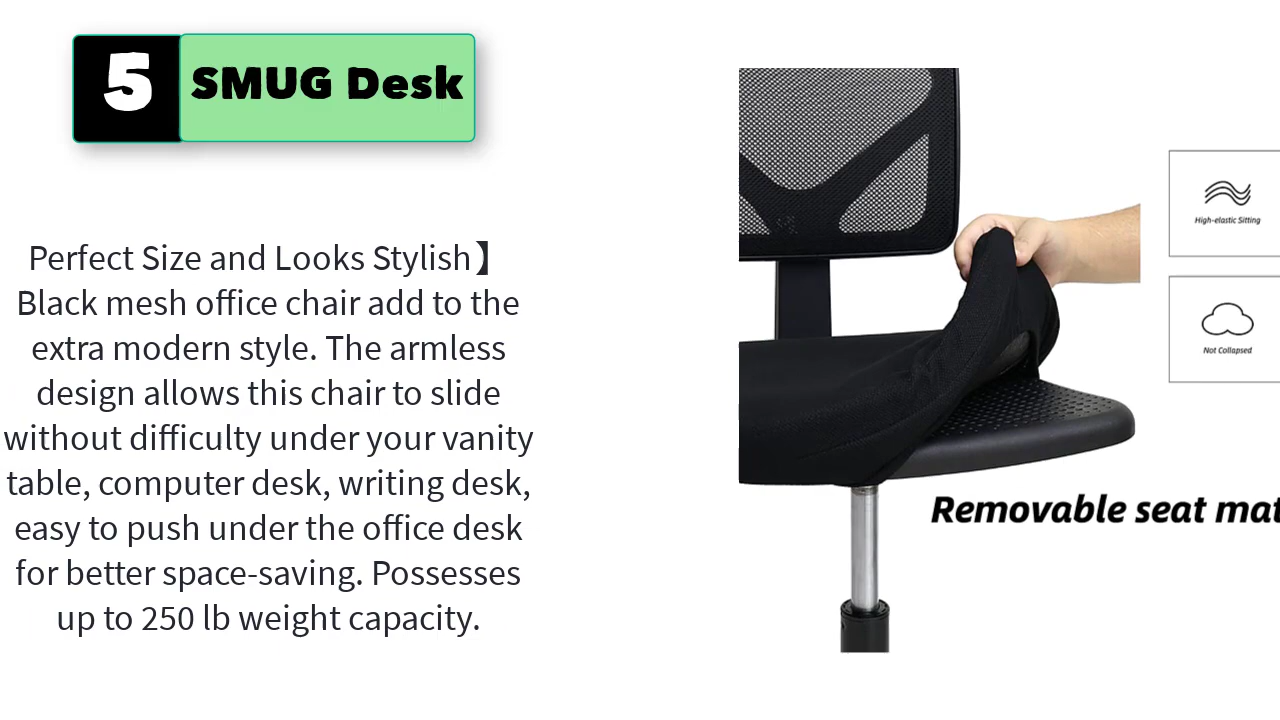 5 SMUG Desk
Perfect Size and Looks Stylish】
Black mesh office chair add to the
extra modern style. The armless
design allows this chair to slide
without difficulty under your vanity
table, computer desk, writing desk,
easy to push under the office desk
for better space-saving. Possesses
up to 250 lb weight capacity.
High-elastic Sitting
Not Collapsed
Removable seat mat